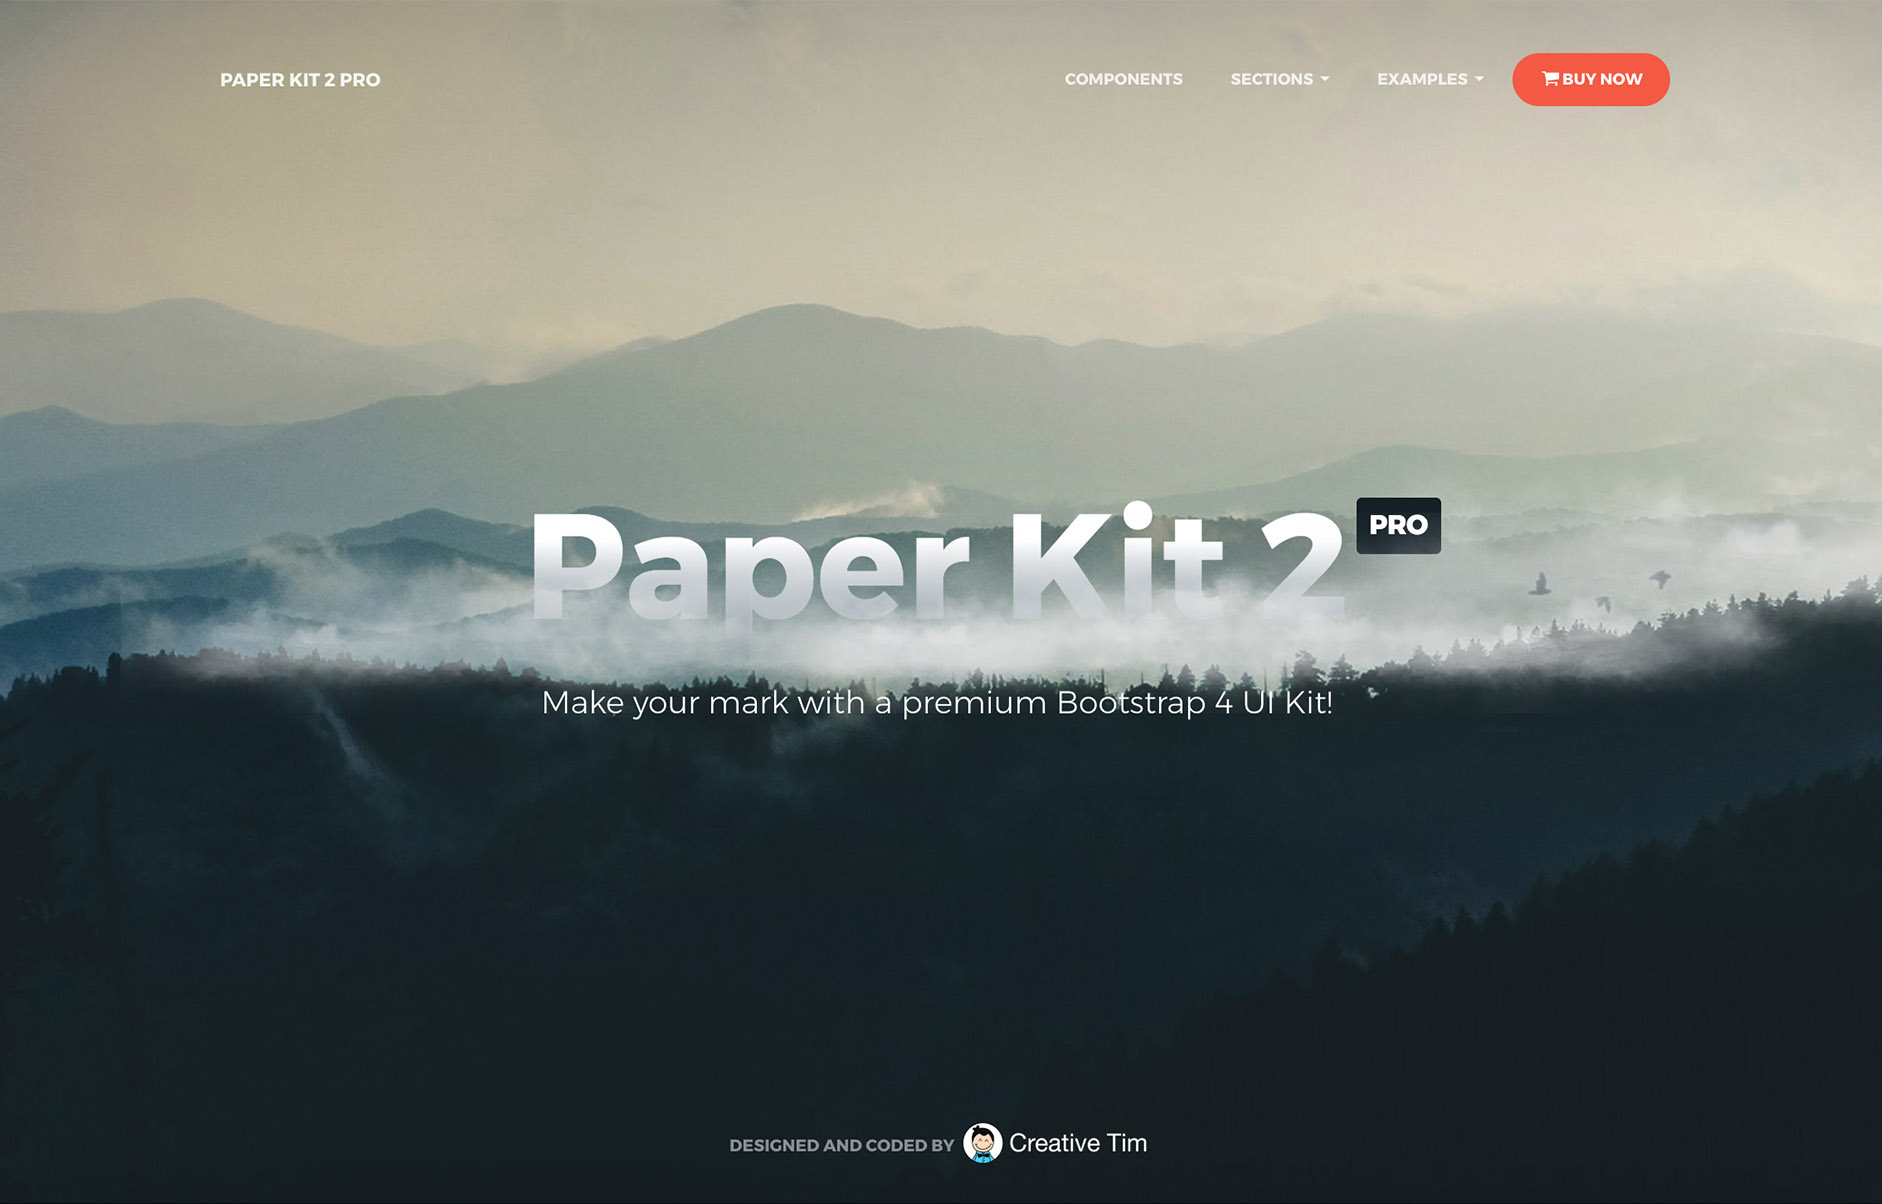 PAPER KIT 2 PRO
COMPONENTS
SECTIONS
EXAMPLES
BUY NOW
Paper Kit 2 PRO
Make your mark with a premium Bootstrap 4 UI Kit!
DESIGNED AND CODED BY Creative Tim